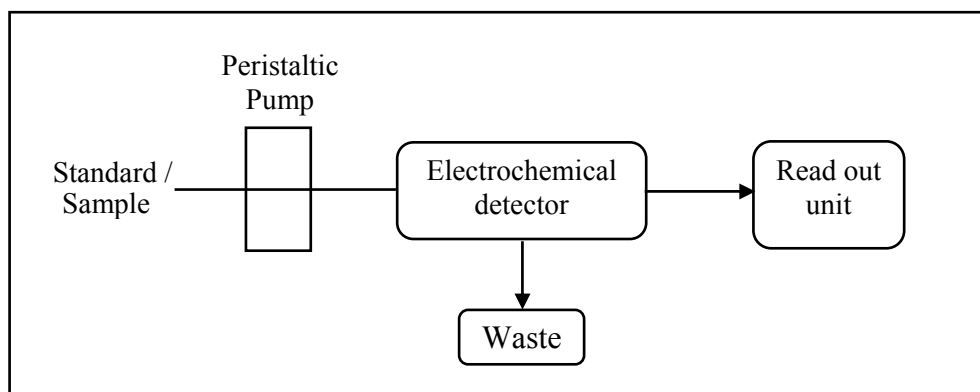 Peristaltic
Pump
Standard /
Sample
Electrochemical
detector
Read out
unit
Waste